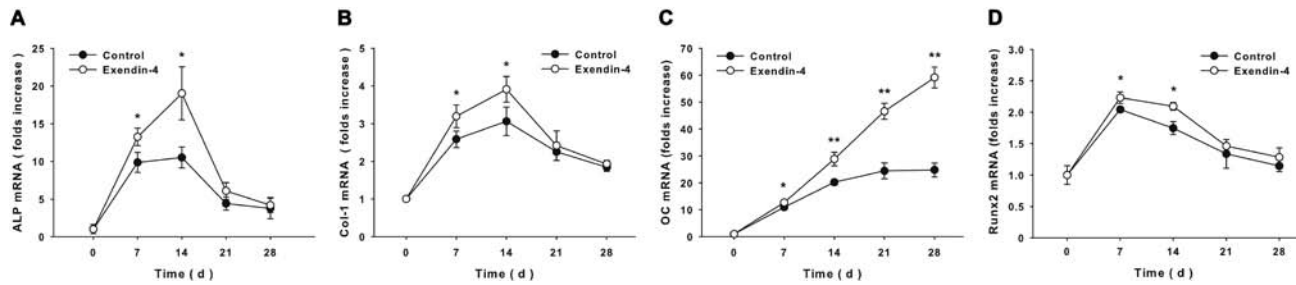 A
ALP mRNA ( folds increase )
25
20
15
10
5
0
Control
Exendin-4
*
*
0 7 14 21 28
Time ( d )
B
Col-1 mRNA ( folds increase )
5
4
3
2
1
0
Control
Exendin-4
*
*
0 7 14 21 28
Time ( d )
C
OC mRNA (folds increase)
70
60
50
40
30
20
10
0
Control
Exendin-4
*
**
**
**
0 7 14 21 28
Time ( d )
D
Runx2 mRNA (folds increase)
3.0
2.5
2.0
1.5
1.0
0.5
0.0
Control
Exendin-4
*
*
0 7 14 21 28
Time ( d )